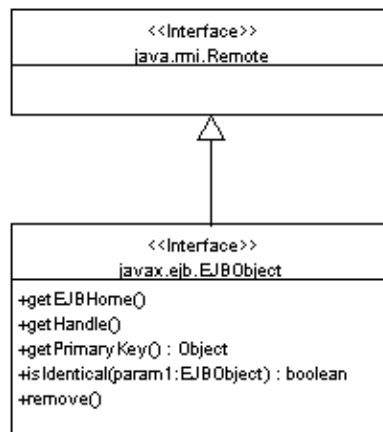 <<Interface>>
java.rmi.Remote
<<Interface>>
javax.ejb.EJBObject
+getEJBHome()
+getHandle()
+getPrimaryKey() : Object
+isIdentical(param1:EJBObject) : boolean
+remove()